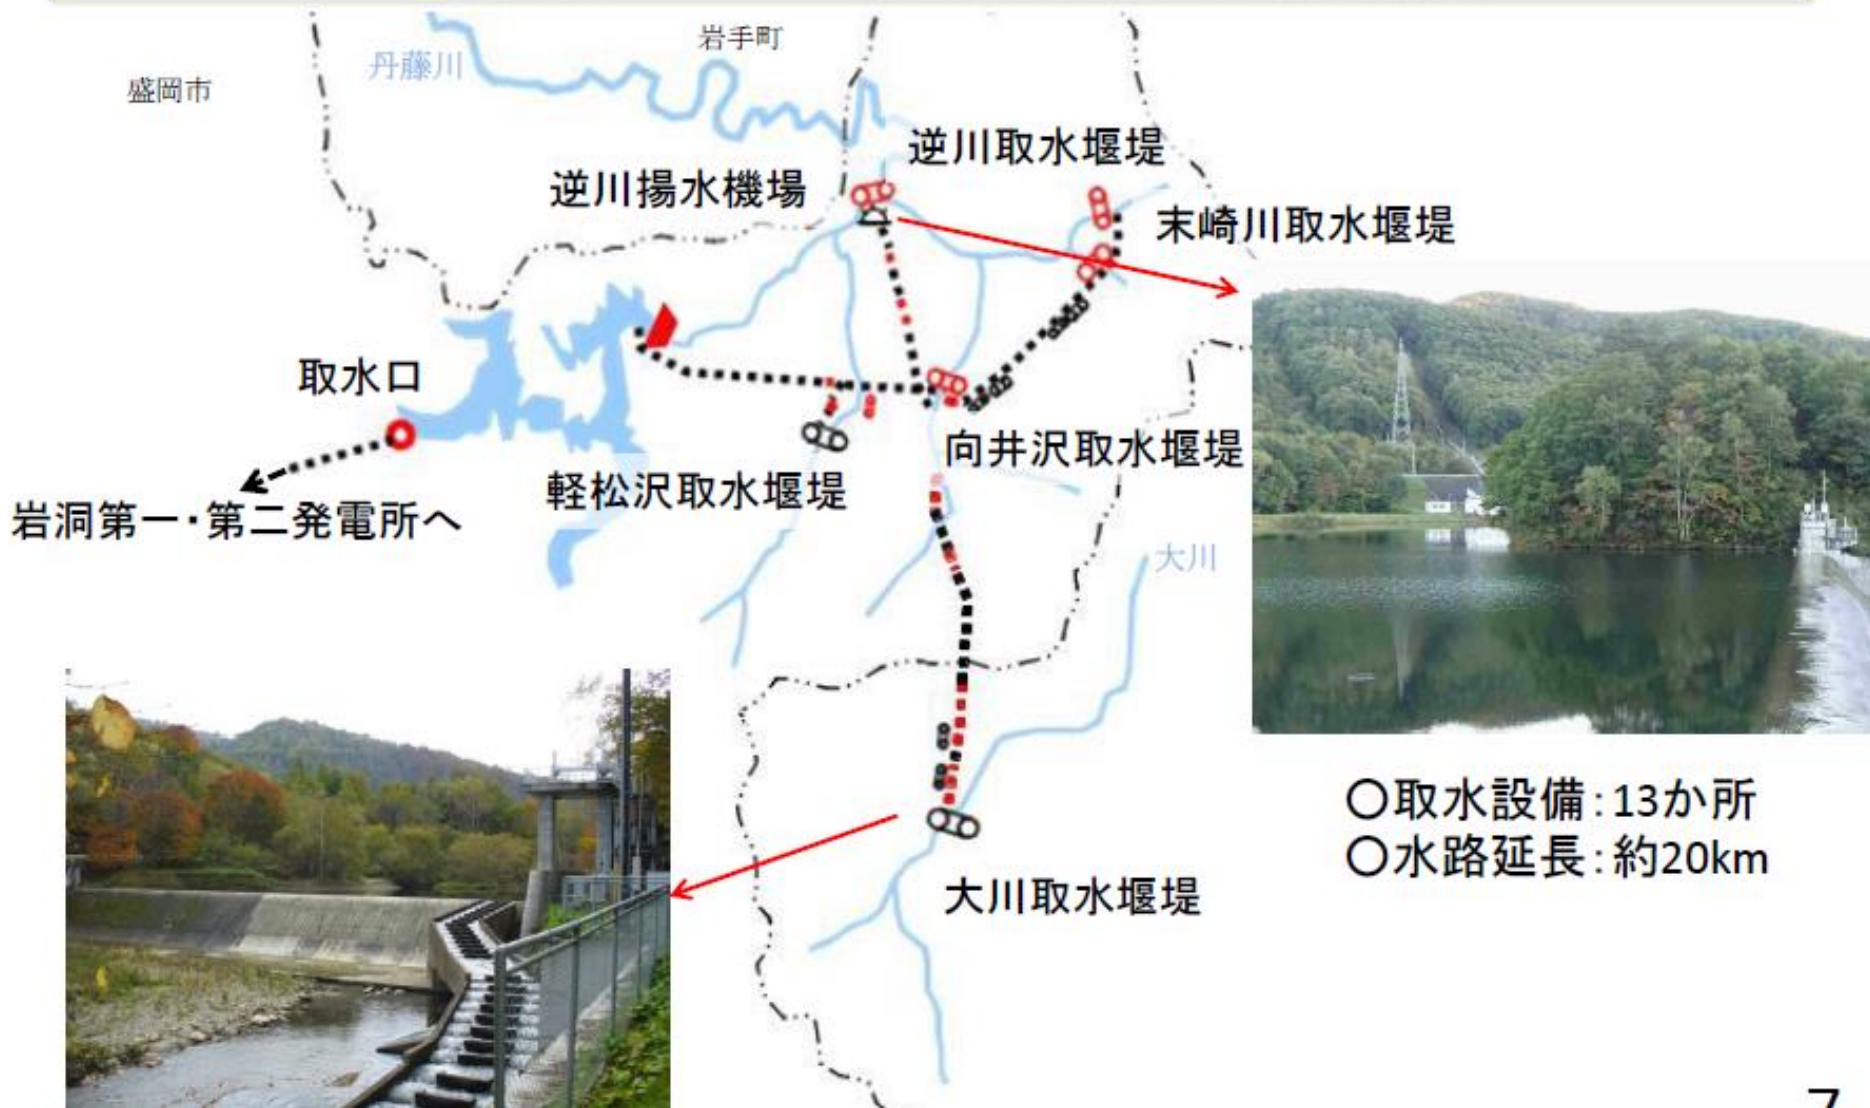 岩手町
丹藤川
盛岡市
逆川取水堰堤
逆川揚水機場
末崎川取水堰堤
取水口
向井沢取水堰堤
軽松沢取水堰堤
岩洞第一・第二発電所へ
大川
○取水設備：13か所
○水路延長：約20km
大川取水堰堤
7